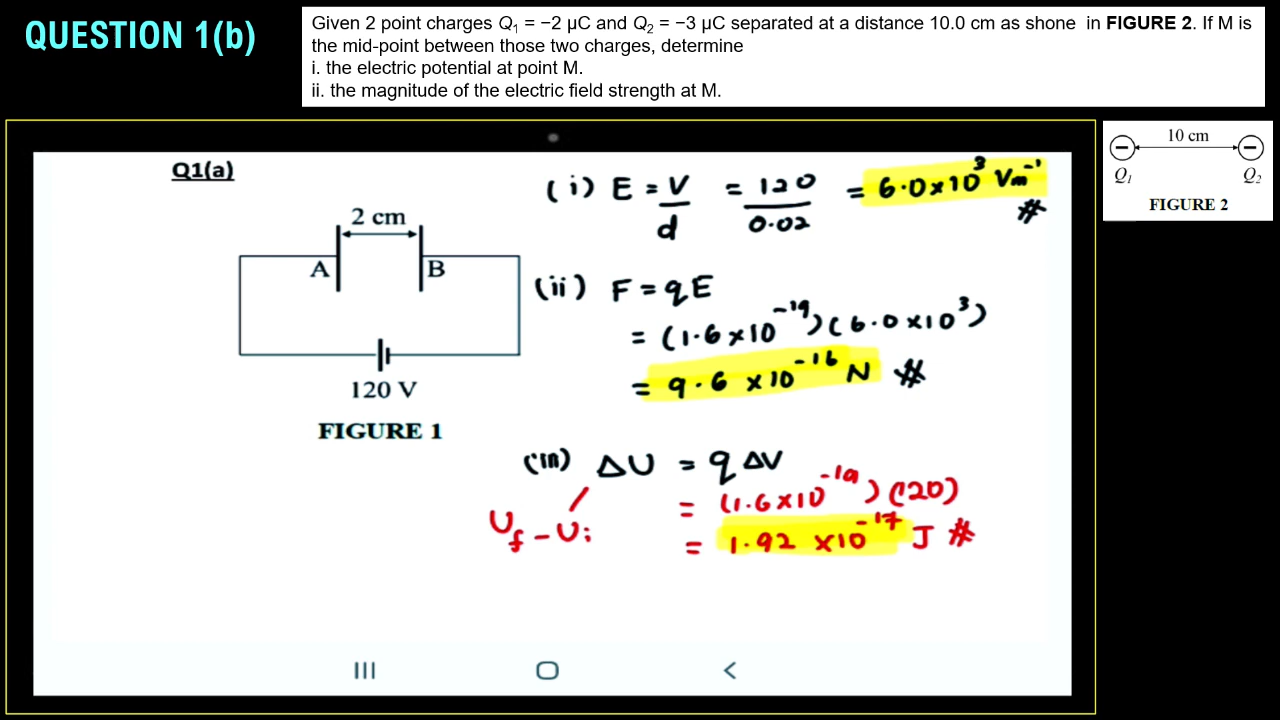 QUESTION 1(b)
Given 2 point charges Q₁ = −2 μC and Q₂ = −3 μC separated at a distance 10.0 cm as shone in FIGURE 2. If M is
the mid-point between those two charges, determine
i. the electric potential at point M.
ii. the magnitude of the electric field strength at M.
10 cm
Q₁ Q₂
FIGURE 2
Q1(a)
2 cm
A B
120 V
FIGURE 1
(i) E = V/d = 120/0.02 = 6.0×10³ Vm⁻¹ #
(ii) F = qE
= (1.6×10⁻¹⁹)(6.0×10³)
= 9.6 ×10⁻¹⁶ N #
(iii) ΔU = qΔV
= (1.6×10⁻¹⁹)(120)
U_f − U_i
= 1.92 ×10⁻¹⁷ J #